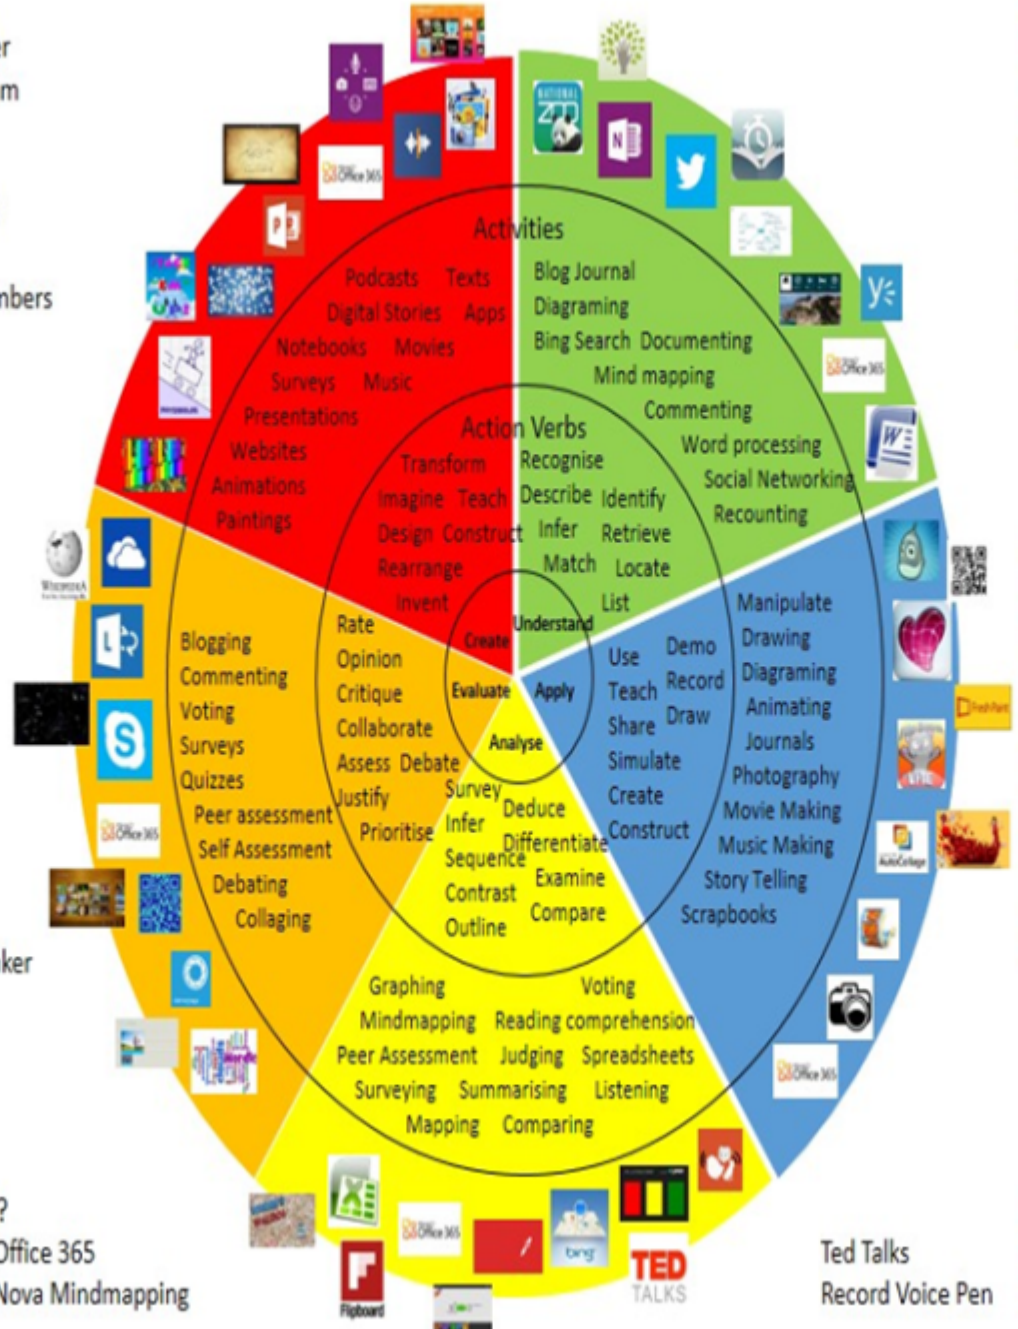 er
m
mbers
ker
?
Office 365
Nova Mindmapping
Ted Talks
Record Voice Pen
Activities
Podcasts Texts
Digital Stories Apps
Notebooks Movies
Surveys Music
Presentations
Websites
Animations
Paintings
Blog Journal
Diagraming
Bing Search Documenting
Mind mapping
Commenting
Word processing
Social Networking
Recounting
Action Verbs
Transform
Imagine Teach
Design Construct
Rearrange
Invent
Recognise
Describe Identify
Infer Retrieve
Match Locate
List
Create
Understand
Evaluate
Apply
Analyse
Blogging
Commenting
Voting
Surveys
Quizzes
Peer assessment
Self Assessment
Debating
Collaging
Rate
Opinion
Critique
Collaborate
Assess Debate
Justify
Prioritise
Survey
Deduce
Infer
Differentiate
Sequence
Examine
Contrast
Compare
Outline
Use Demo
Teach Record
Share Draw
Simulate
Create
Construct
Manipulate
Drawing
Diagraming
Animating
Journals
Photography
Movie Making
Music Making
Story Telling
Scrapbooks
Graphing Voting
Mindmapping Reading comprehension
Peer Assessment Judging Spreadsheets
Surveying Summarising Listening
Mapping Comparing
Office 365
NATIONAL
ZOO
N
Office 365
W
WIKIPEDIA
L
S
Office 365
FreshPaint
AutoCollage
Office 365
Office 365
bing
TED
TALKS
Flipboard